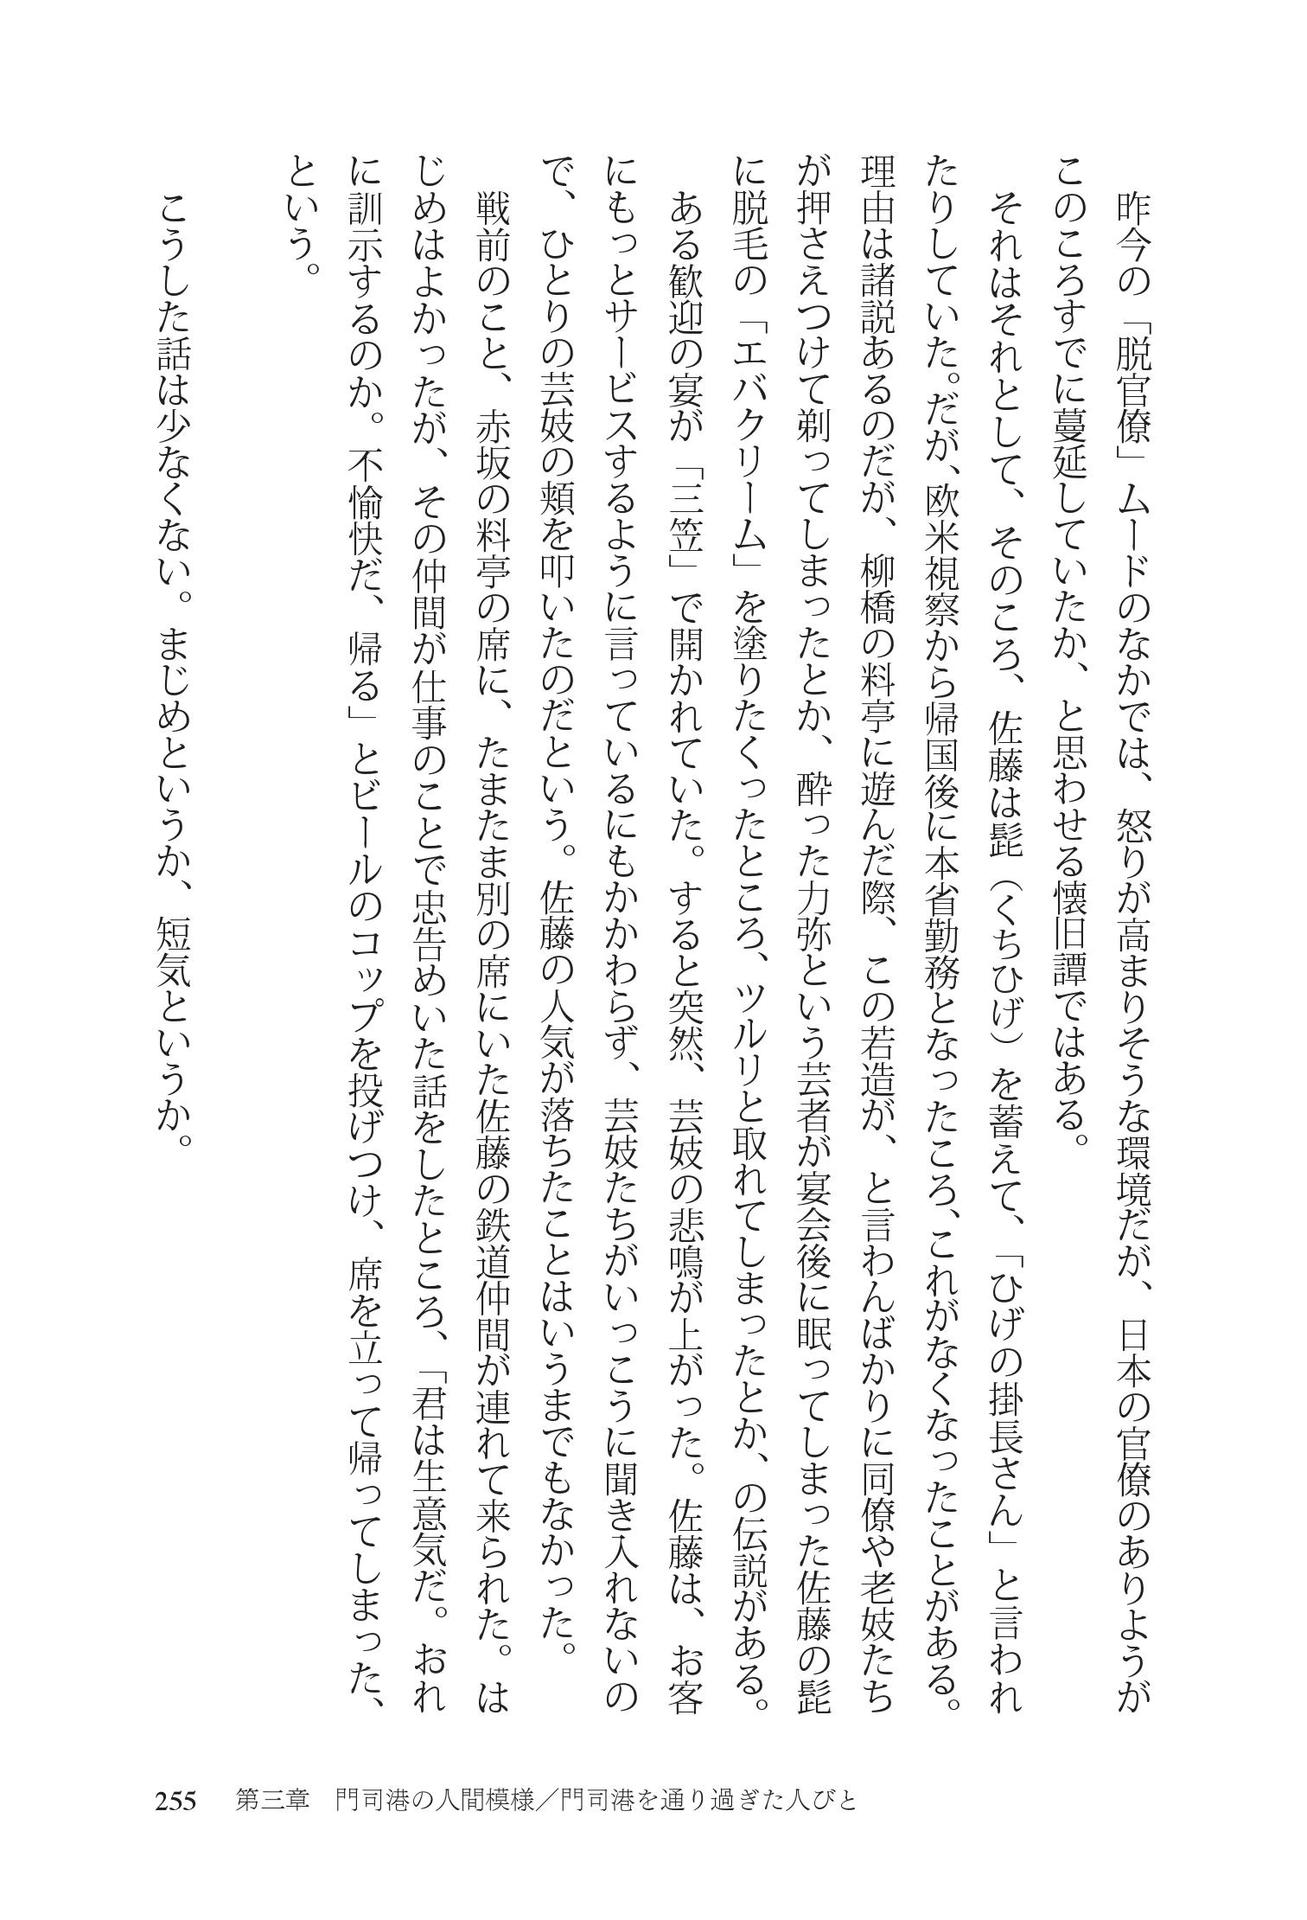 昨今の「脱官僚」ムードのなかでは、怒りが高まりそうな環境だが、日本の官僚のありようが
このころすでに蔓延していたか、と思わせる懐旧譚ではある。
それはそれとして、そのころ、佐藤は髭（くちひげ）を蓄えて、「ひげの掛長さん」と言われ
たりしていた。だが、欧米視察から帰国後に本省勤務となったころ、これがなくなったことがある。
理由は諸説あるのだが、柳橋の料亭に遊んだ際、この若造が、と言わんばかりに同僚や老妓たち
が押さえつけて剃ってしまったとか、酔った力弥という芸者が宴会後に眠ってしまった佐藤の髭
に脱毛の「エバクリーム」を塗りたくったところ、ツルリと取れてしまったとか、の伝説がある。
ある歓迎の宴が「三笠」で開かれていた。すると突然、芸妓の悲鳴が上がった。佐藤は、お客
にもっとサービスするように言っているにもかかわらず、芸妓たちがいっこうに聞き入れないの
で、ひとりの芸妓の頬を叩いたのだという。佐藤の人気が落ちたことはいうまでもなかった。
戦前のこと、赤坂の料亭の席に、たまたま別の席にいた佐藤の鉄道仲間が連れて来られた。は
じめはよかったが、その仲間が仕事のことで忠告めいた話をしたところ、「君は生意気だ。おれ
に訓示するのか。不愉快だ、帰る」とビールのコップを投げつけ、席を立って帰ってしまった、
という。
こうした話は少なくない。まじめというか、短気というか。
255 第三章 門司港の人間模様／門司港を通り過ぎた人びと